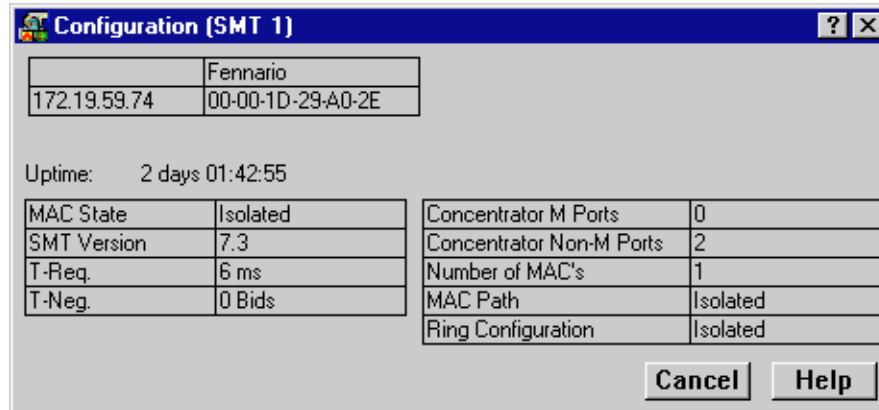 Configuration (SMT 1)
?
Fennario
172.19.59.74 00-00-1D-29-A0-2E
Uptime: 2 days 01:42:55
MAC State Isolated
SMT Version 7.3
T-Req. 6 ms
T-Neg. 0 Bids
Concentrator M Ports 0
Concentrator Non-M Ports 2
Number of MAC's 1
MAC Path Isolated
Ring Configuration Isolated
Cancel Help